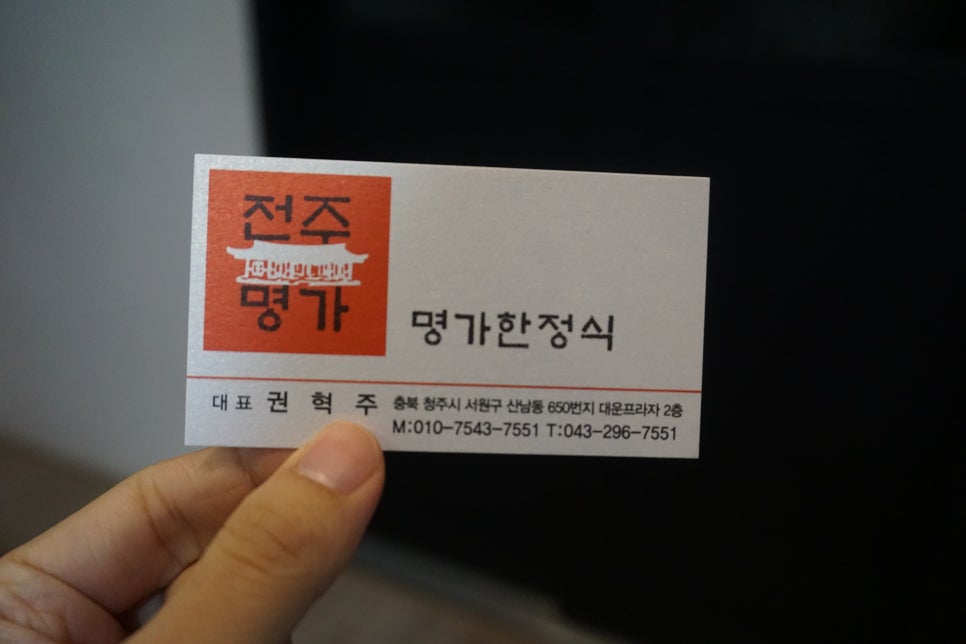 전주
명가
명가한정식
대표 권혁주
충북 청주시 서원구 산남동 650번지 대운프라자 2층
M:010-7543-7551 T:043-296-7551